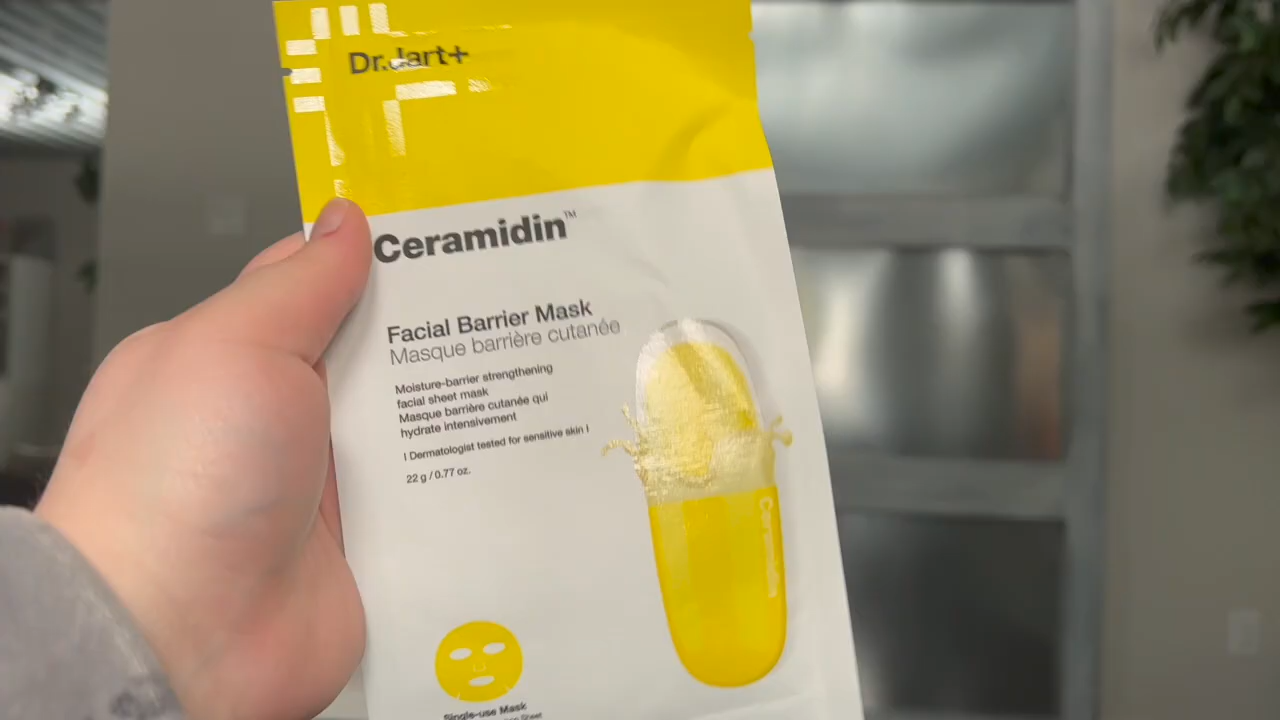 Dr.Jart+
Ceramidin™
Facial Barrier Mask
Masque barrière cutanée
Moisture-barrier strengthening
facial sheet mask
Masque barrière cutanée qui
hydrate intensivement
| Dermatologist tested for sensitive skin |
22 g / 0.77 oz.
Ceramidin
Single-use Mask
Sheet